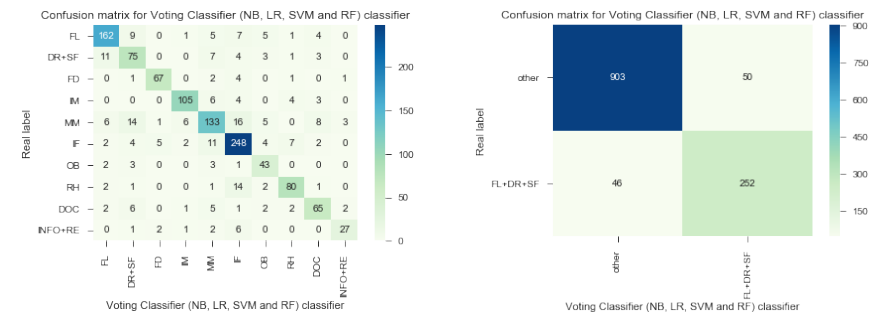 Confusion matrix for Voting Classifier (NB, LR, SVM and RF) classifier
FL 162 9 0 1 5 7 5 1 4 0
DR+SF 11 75 0 0 7 4 3 1 3 0
FD 0 1 67 0 2 4 0 1 0 1
IM 0 0 0 105 6 4 0 4 3 0
MM 6 14 1 6 133 16 5 0 8 3
IF 2 4 5 2 11 248 4 7 2 0
OB 2 3 0 0 3 1 43 0 0 0
RH 2 1 0 0 1 14 2 80 1 0
DOC 2 6 0 1 5 1 2 2 65 2
INFO+RE 0 1 2 1 2 6 0 0 0 27
Real label
FL DR+SF FD IM MM IF OB RH DOC INFO+RE
Voting Classifier (NB, LR, SVM and RF) classifier
200
150
100
50
0
Confusion matrix for Voting Classifier (NB, LR, SVM and RF) classifier
other 903 50
FL+DR+SF 46 252
Real label
other FL+DR+SF
Voting Classifier (NB, LR, SVM and RF) classifier
900
750
600
450
300
150